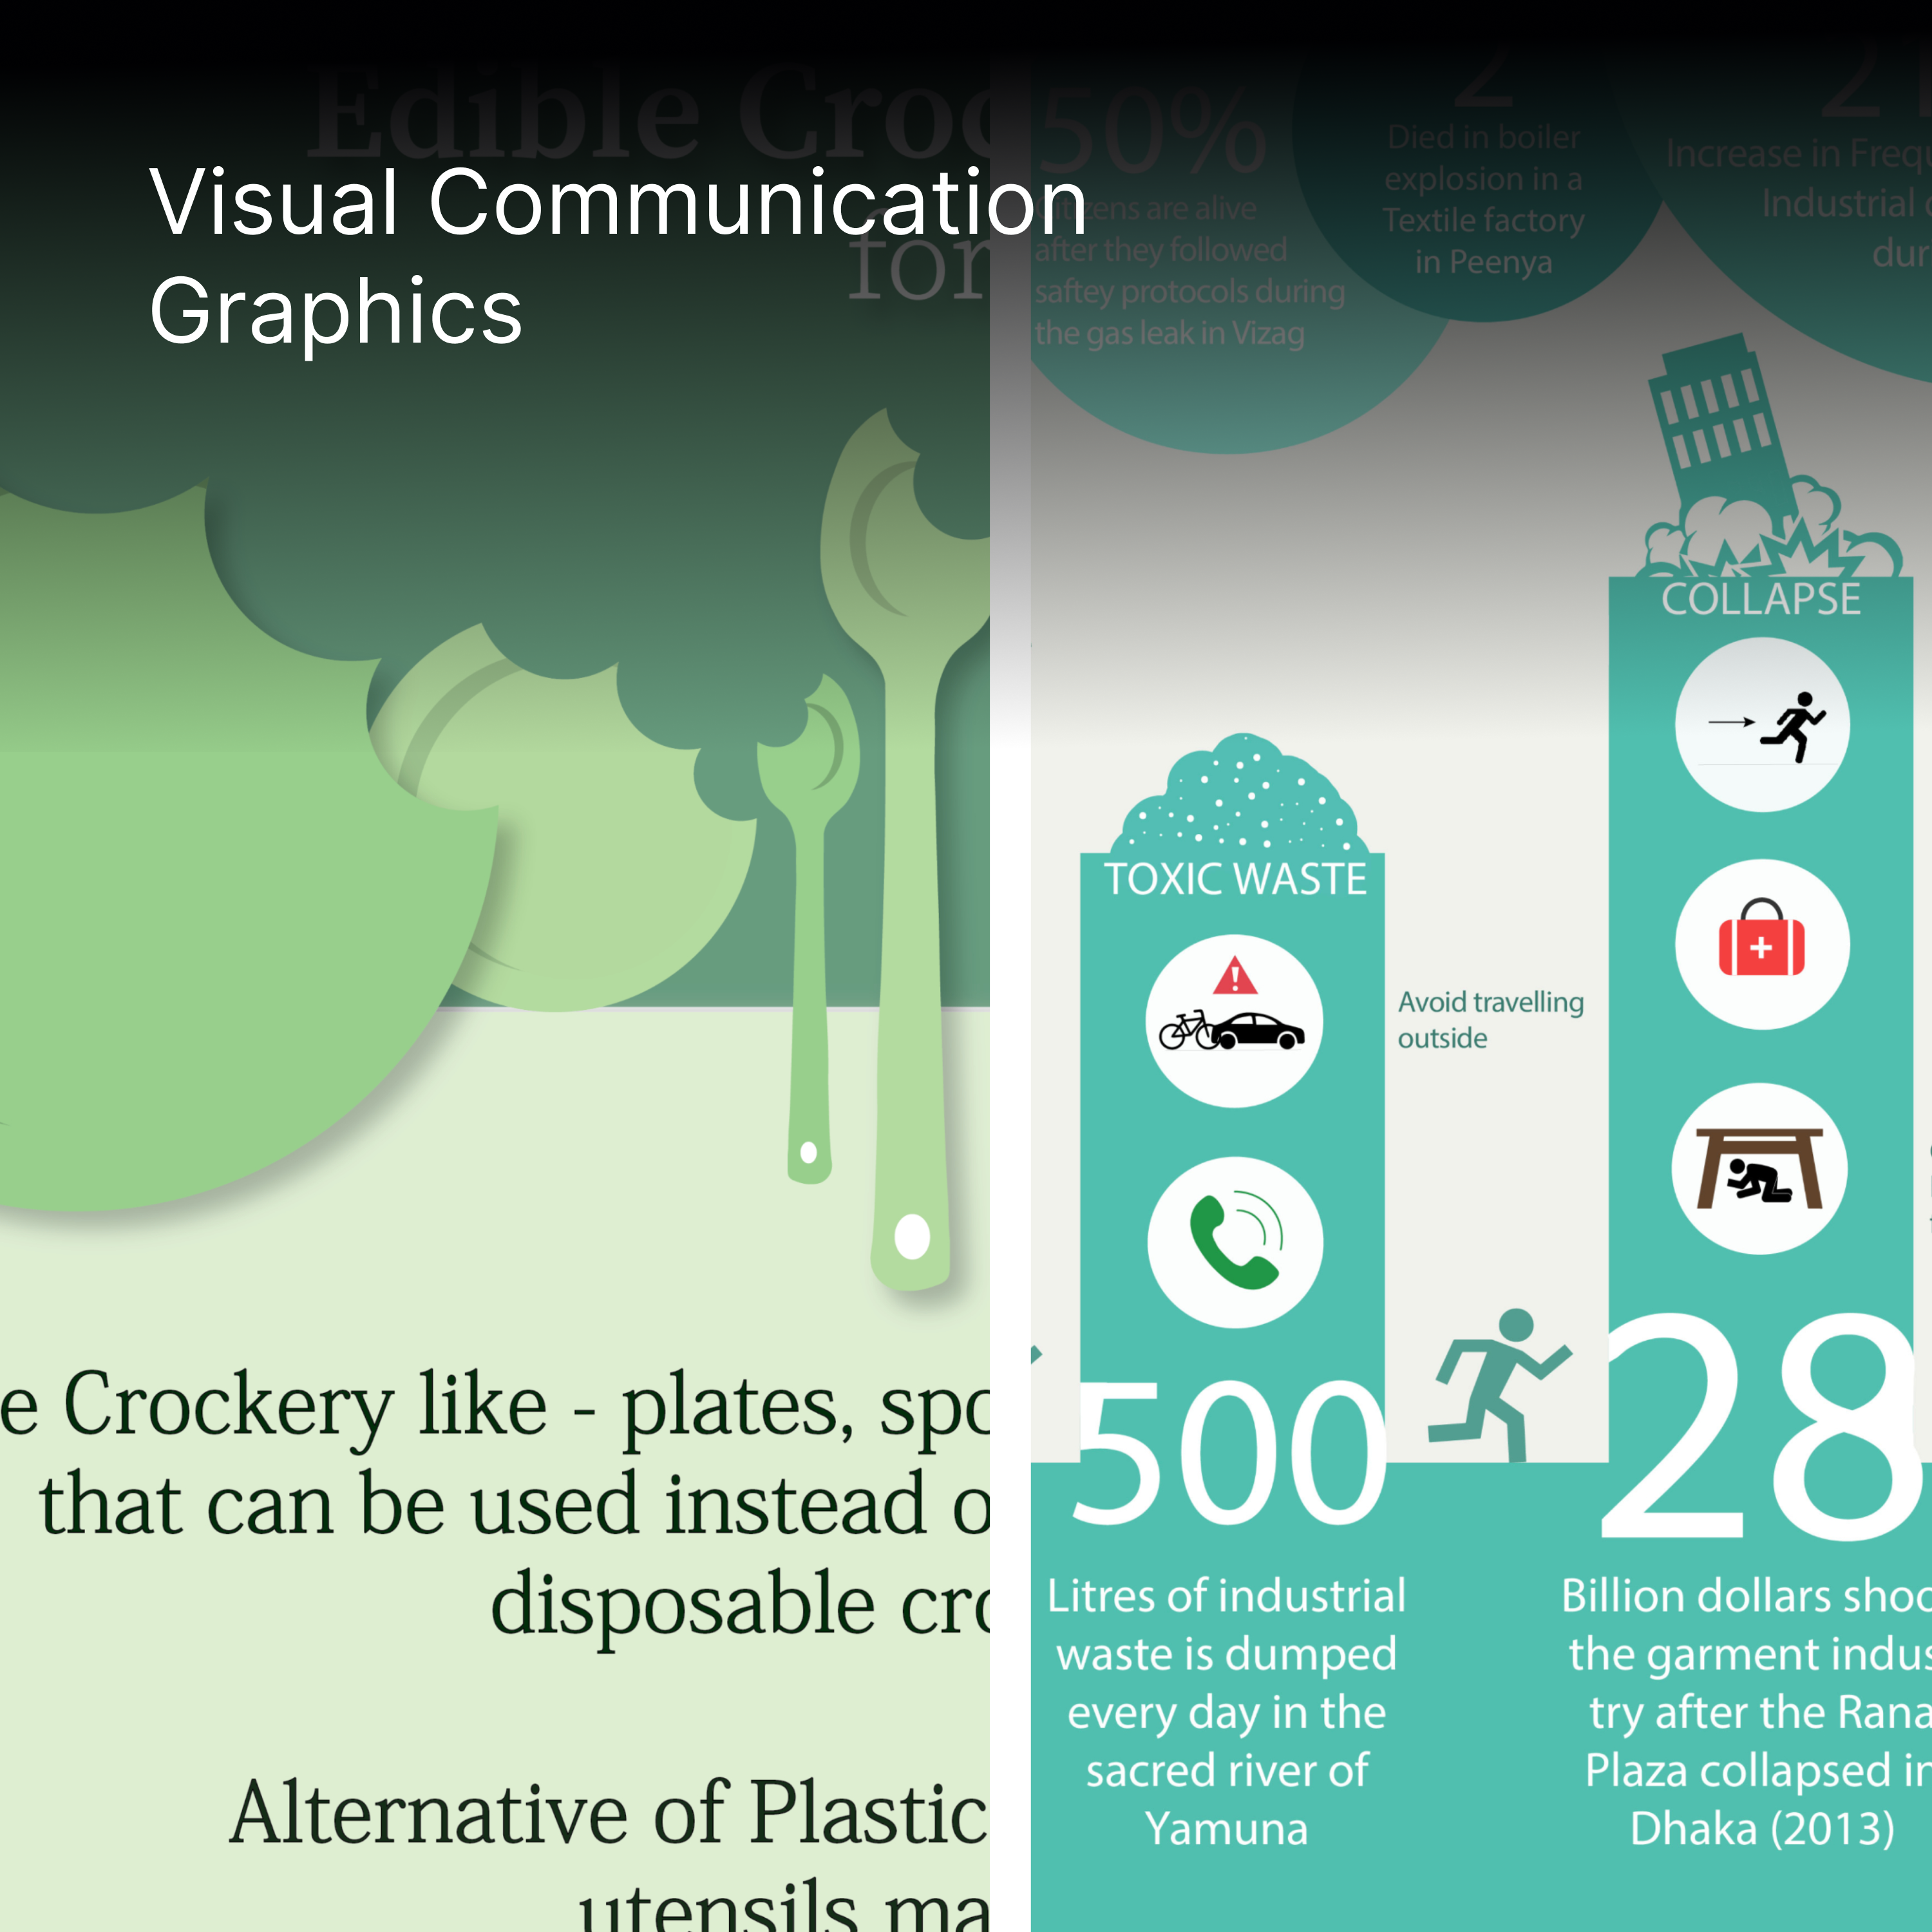 Visual Communication
Graphics
Edible Croc
for
e Crockery like - plates, spo
that can be used instead o
disposable cro
Alternative of Plastic
utensils ma
50%
Citizens are alive
after they followed
saftey protocols during
the gas leak in Vizag
2
Died in boiler
explosion in a
Textile factory
in Peenya
21
Increase in Frequ
Industrial
dur
COLLAPSE
TOXIC WASTE
Avoid travelling
outside
500
Litres of industrial
waste is dumped
every day in the
sacred river of
Yamuna
28
Billion dollars shoo
the garment indus
try after the Rana
Plaza collapsed in
Dhaka (2013)